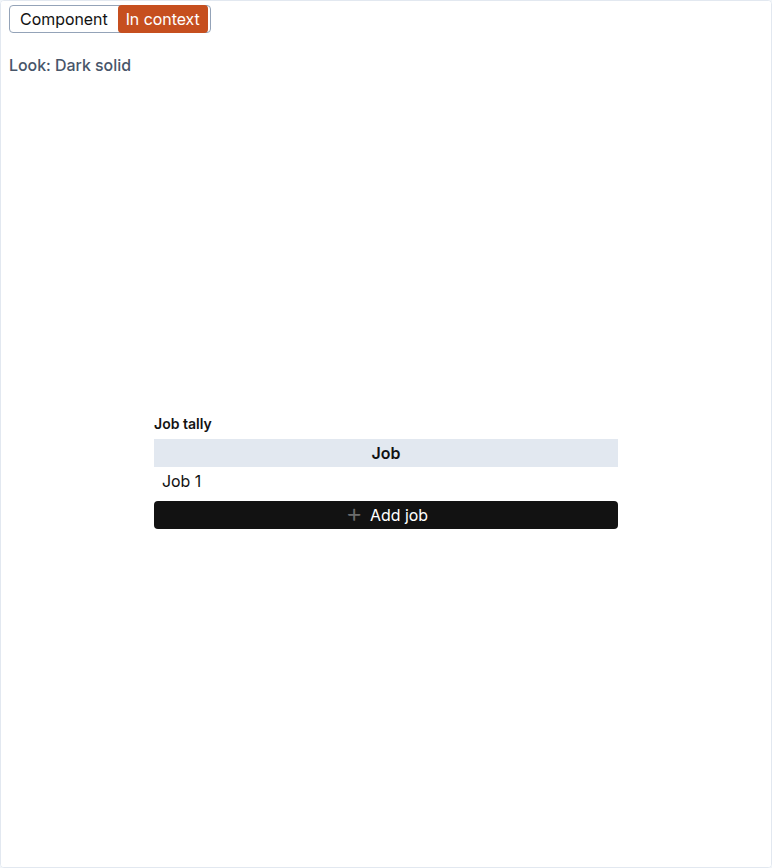 Component In context
Look: Dark solid
Job tally
Job
Job 1
Add job